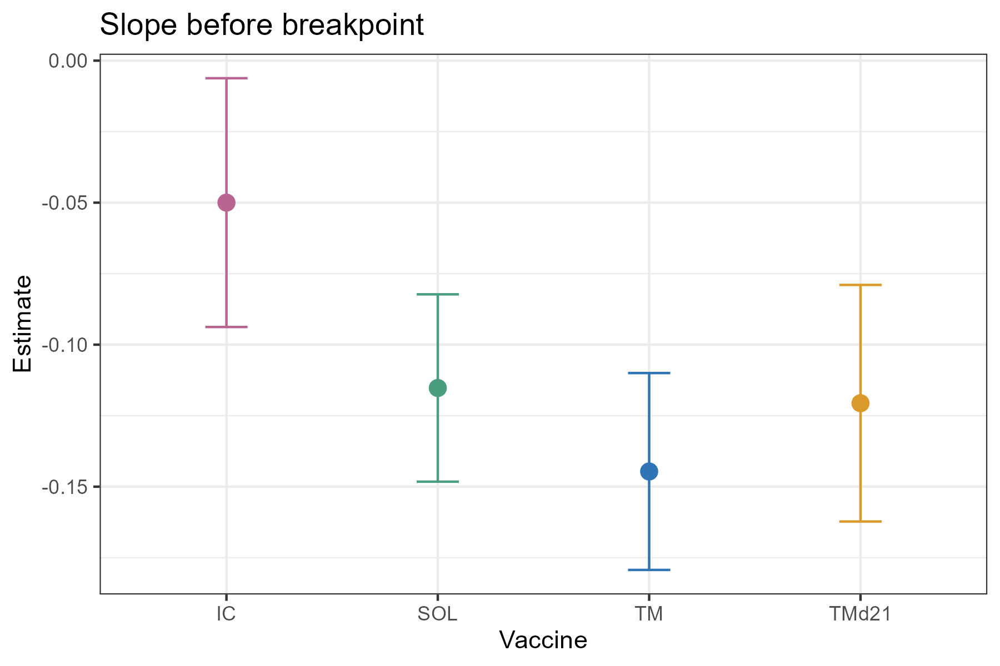 Slope before breakpoint
Estimate
0.00
-0.05
-0.10
-0.15
IC SOL TM TMd21
Vaccine